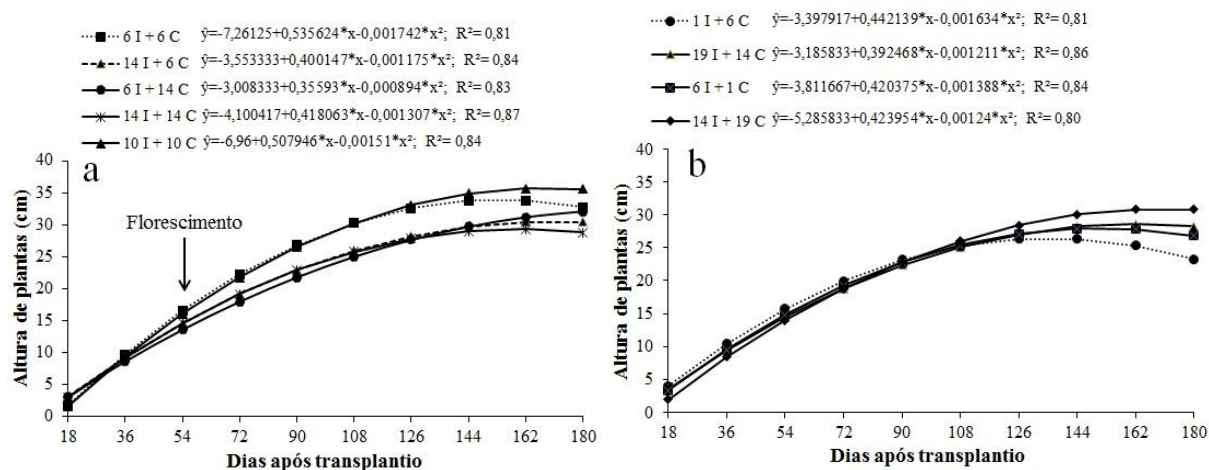 6 I + 6 C ŷ=-7,26125+0,535624*x-0,001742*x²; R²= 0,81
14 I + 6 C ŷ=-3,553333+0,400147*x-0,001175*x²; R²= 0,84
6 I + 14 C ŷ=-3,008333+0,35593*x-0,000894*x²; R²= 0,83
14 I + 14 C ŷ=-4,100417+0,418063*x-0,001307*x²; R²= 0,87
10 I + 10 C ŷ=-6,96+0,507946*x-0,00151*x²; R²= 0,84
a
Altura de plantas (cm)
40
35
30
25
20
15
10
5
0
Florescimento
18 36 54 72 90 108 126 144 162 180
Dias após transplantio
1 I + 6 C ŷ=-3,397917+0,442139*x-0,001634*x²; R²= 0,81
19 I + 14 C ŷ=-3,185833+0,392468*x-0,001211*x²; R²= 0,86
6 I + 1 C ŷ=-3,811667+0,420375*x-0,001388*x²; R²= 0,84
14 I + 19 C ŷ=-5,285833+0,423954*x-0,00124*x²; R²= 0,80
b
Altura de plantas (cm)
40
35
30
25
20
15
10
5
0
18 36 54 72 90 108 126 144 162 180
Dias após transplantio